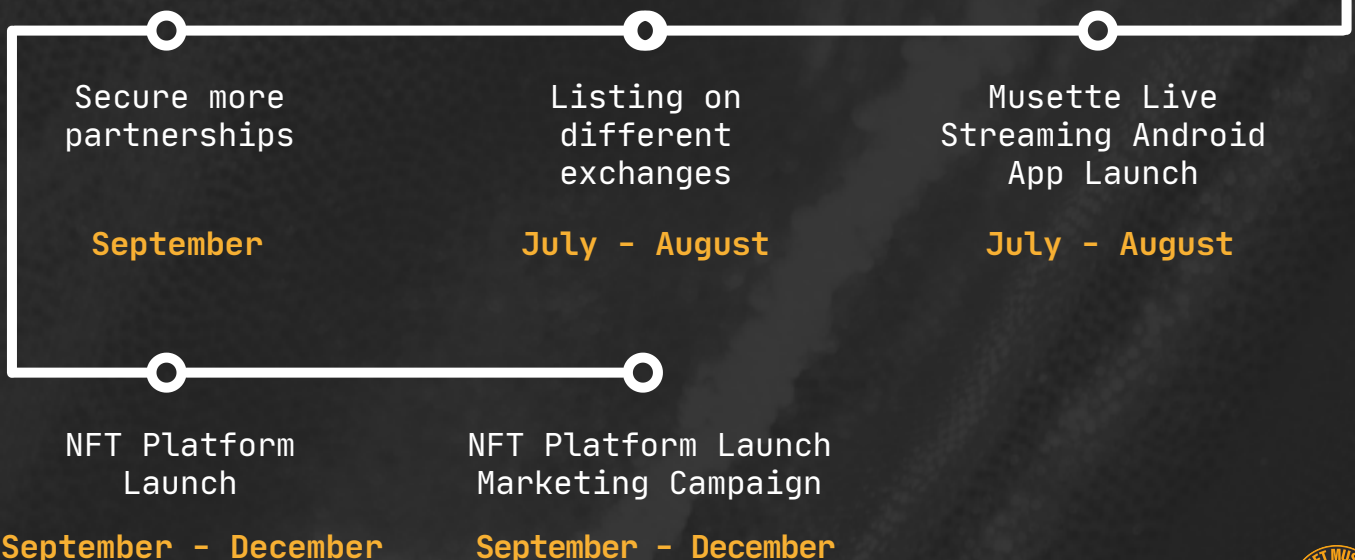 Secure more
partnerships
September
Listing on
different
exchanges
July - August
Musette Live
Streaming Android
App Launch
July - August
NFT Platform
Launch
September - December
NFT Platform Launch
Marketing Campaign
September - December